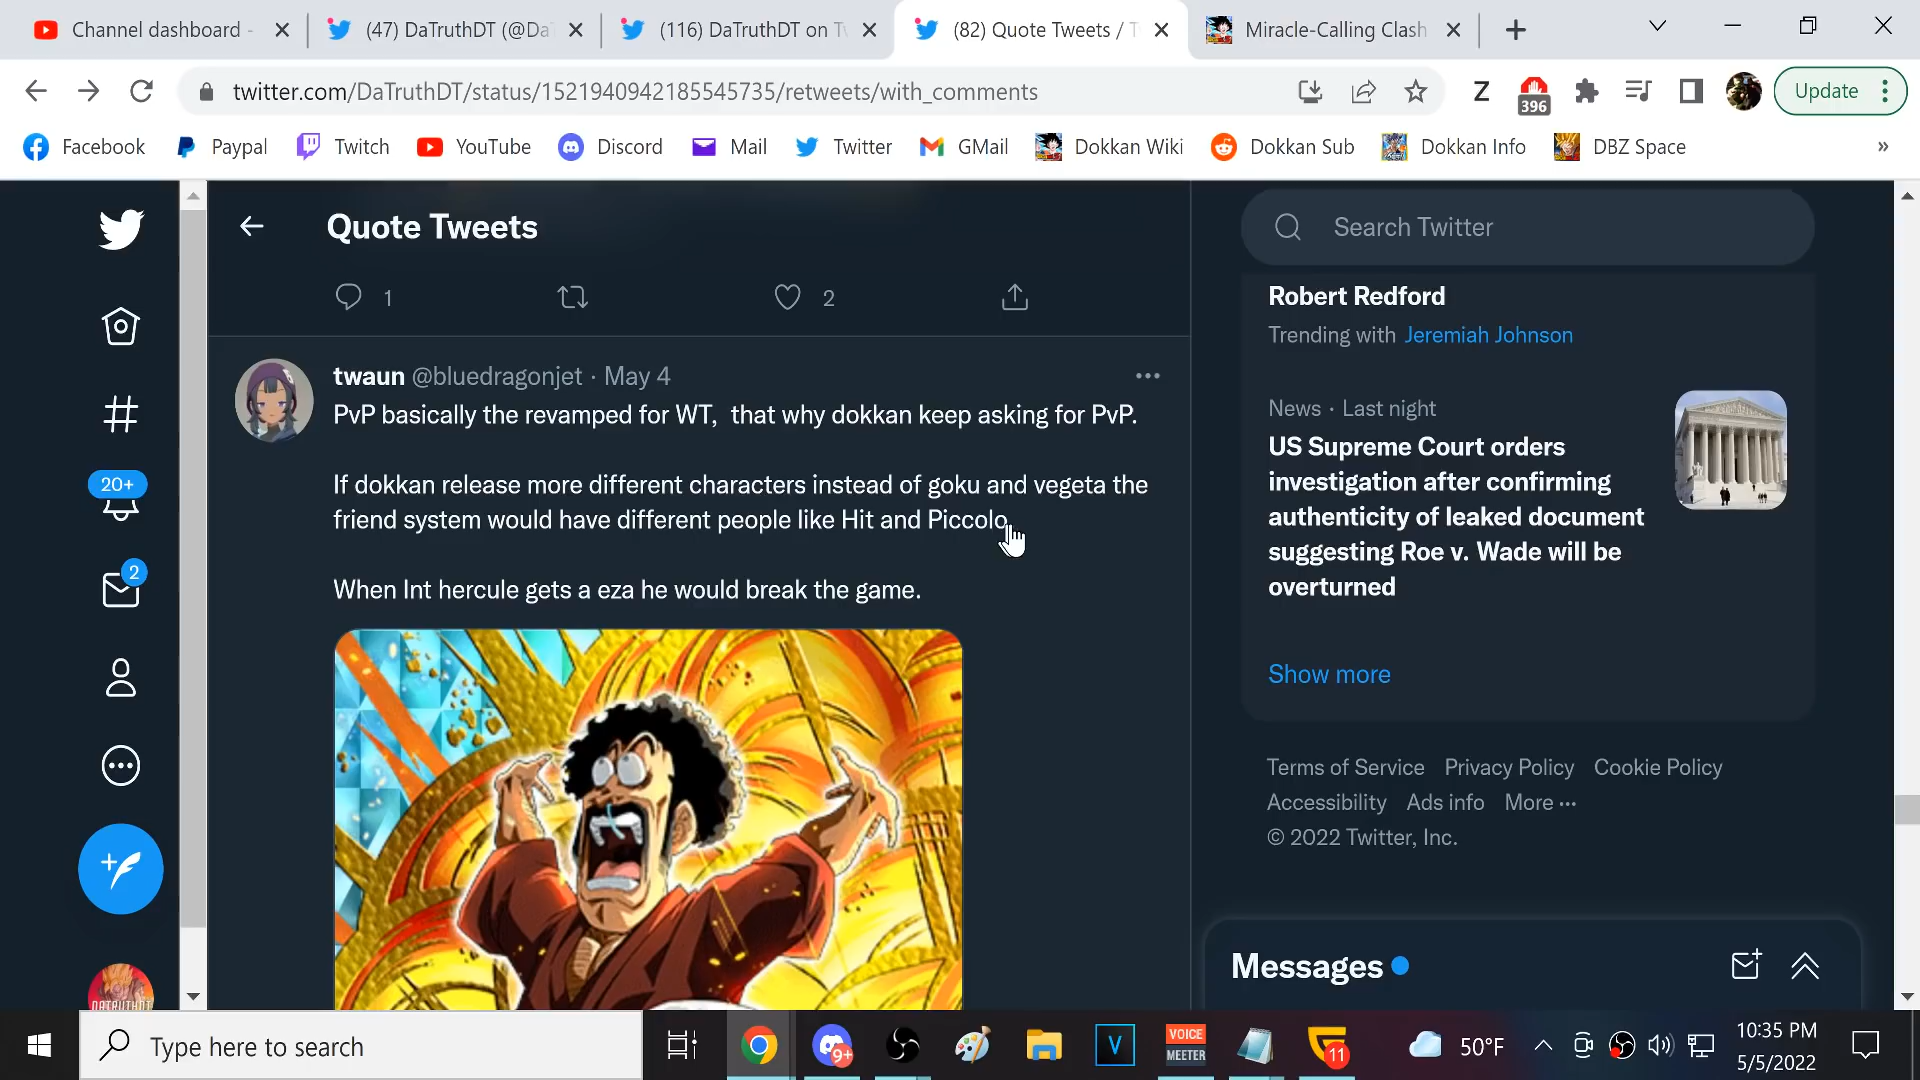 Channel dashboard -
(47) DaTruthDT (@Da
(116) DaTruthDT on Tw
(82) Quote Tweets / T
Miracle-Calling Clash
twitter.com/DaTruthDT/status/1521940942185545735/retweets/with_comments
Z
396
Update
Facebook
Paypal
Twitch
YouTube
Discord
Mail
Twitter
GMail
Dokkan Wiki
Dokkan Sub
Dokkan Info
DBZ Space
»
Quote Tweets
Search Twitter
1
2
Robert Redford
Trending with Jeremiah Johnson
twaun @bluedragonjet · May 4
PvP basically the revamped for WT, that why dokkan keep asking for PvP.
If dokkan release more different characters instead of goku and vegeta the
friend system would have different people like Hit and Piccolo.
When Int hercule gets a eza he would break the game.
News · Last night
US Supreme Court orders
investigation after confirming
authenticity of leaked document
suggesting Roe v. Wade will be
overturned
Show more
20+
2
Terms of Service Privacy Policy Cookie Policy
Accessibility Ads info More ···
© 2022 Twitter, Inc.
Messages
DATRUTHDT
Type here to search
9+
V
VOICE
MEETER
11
50°F
10:35 PM
5/5/2022